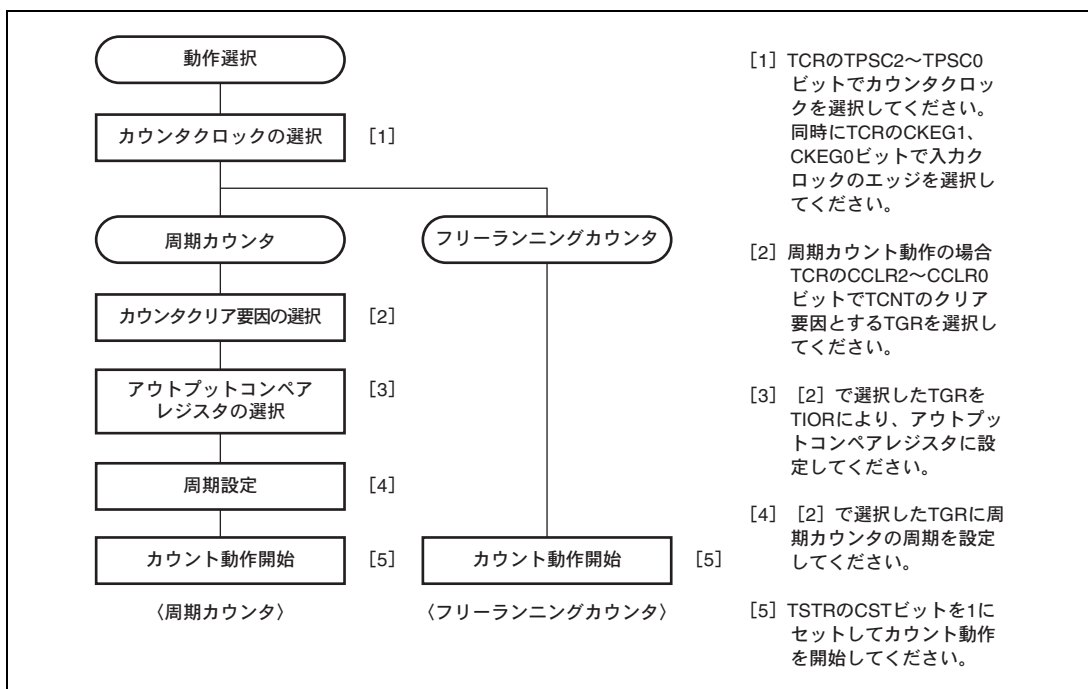 動作選択
カウンタクロックの選択 [1]
周期カウンタ
フリーランニングカウンタ
カウンタクリア要因の選択 [2]
アウトプットコンペア
レジスタの選択
[3]
周期設定 [4]
カウント動作開始 [5]
カウント動作開始 [5]
〈周期カウンタ〉
〈フリーランニングカウンタ〉
[1] TCRのTPSC2～TPSC0
ビットでカウンタクロッ
クを選択してください。
同時にTCRのCKEG1、
CKEG0ビットで入力ク
ロックのエッジを選択し
てください。
[2] 周期カウント動作の場合
TCRのCCLR2～CCLR0
ビットでTCNTのクリア
要因とするTGRを選択し
てください。
[3] [2]で選択したTGRを
TIORにより、アウトプッ
トコンペアレジスタに設
定してください。
[4] [2]で選択したTGRに周
期カウンタの周期を設定
してください。
[5] TSTRのCSTビットを1に
セットしてカウント動作
を開始してください。